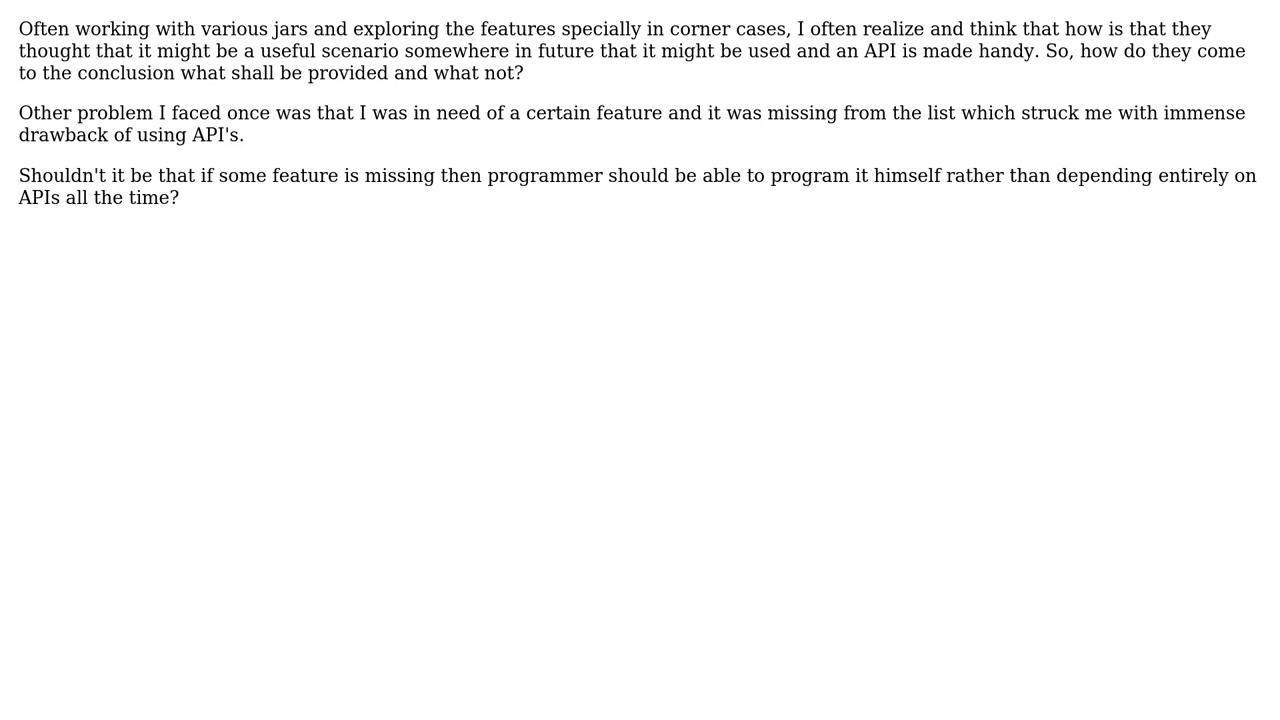 Often working with various jars and exploring the features specially in corner cases, I often realize and think that how is that they
thought that it might be a useful scenario somewhere in future that it might be used and an API is made handy. So, how do they come
to the conclusion what shall be provided and what not?
Other problem I faced once was that I was in need of a certain feature and it was missing from the list which struck me with immense
drawback of using API's.
Shouldn't it be that if some feature is missing then programmer should be able to program it himself rather than depending entirely on
APIs all the time?